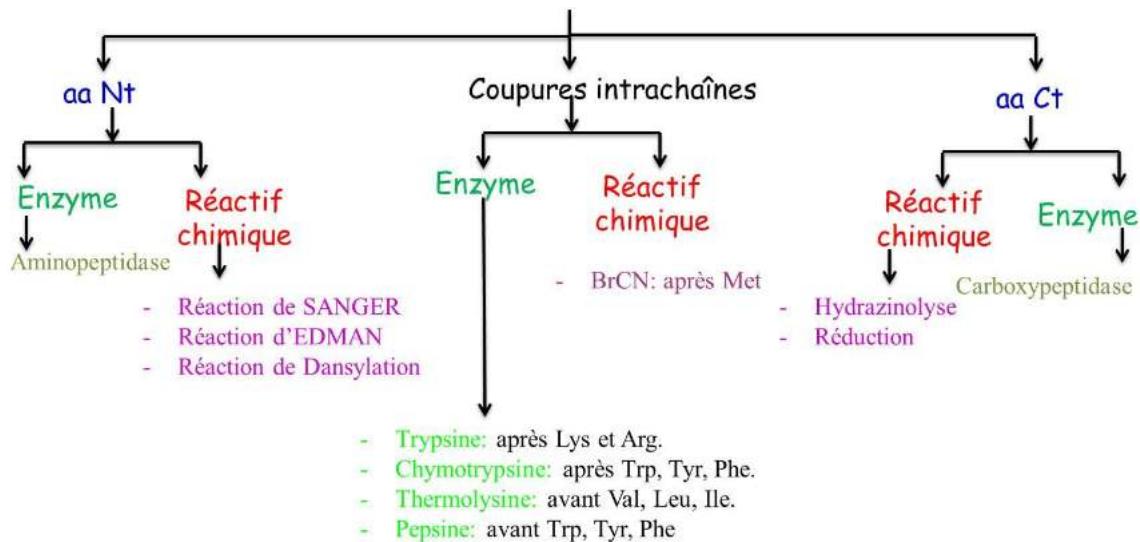 aa Nt
Coupures intrachaînes
aa Ct
Enzyme
Réactif
chimique
Enzyme
Réactif
chimique
Réactif
chimique
Enzyme
Aminopeptidase
- Réaction de SANGER
- Réaction d'EDMAN
- Réaction de Dansylation
- BrCN: après Met
- Hydrazinolyse
- Réduction
Carboxypeptidase
- Trypsine: après Lys et Arg.
- Chymotrypsine: après Trp, Tyr, Phe.
- Thermolysine: avant Val, Leu, Ile.
- Pepsine: avant Trp, Tyr, Phe